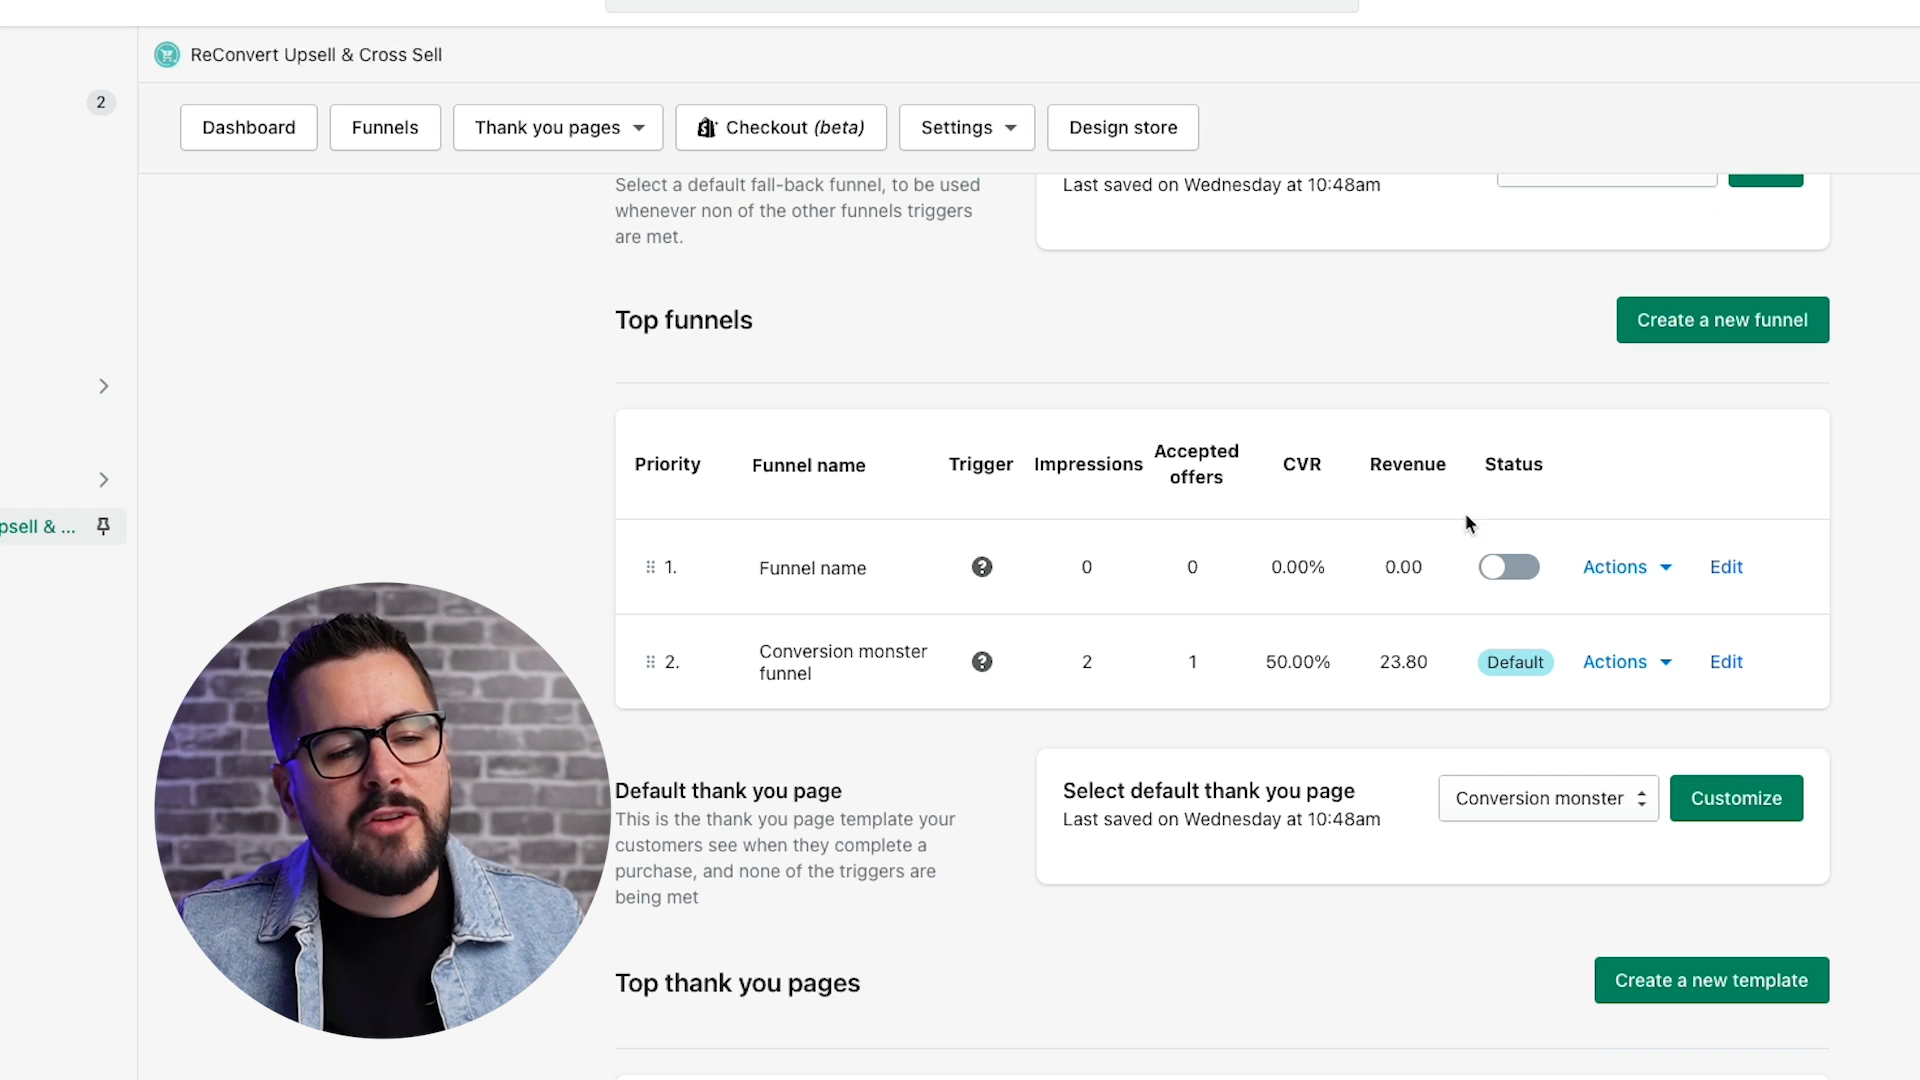 ReConvert Upsell & Cross Sell
2
Dashboard
Funnels
Thank you pages
Checkout (beta)
Settings
Design store
Select a default fall-back funnel, to be used
whenever non of the other funnels triggers
are met.
Last saved on Wednesday at 10:48am
Top funnels
Create a new funnel
Priority Funnel name Trigger Impressions Accepted offers CVR Revenue Status
1. Funnel name ? 0 0 0.00% 0.00 Actions Edit
psell & ...
2. Conversion monster funnel ? 2 1 50.00% 23.80 Default Actions Edit
Default thank you page
This is the thank you page template your
customers see when they complete a
purchase, and none of the triggers are
being met
Select default thank you page
Last saved on Wednesday at 10:48am
Conversion monster
Customize
Top thank you pages
Create a new template